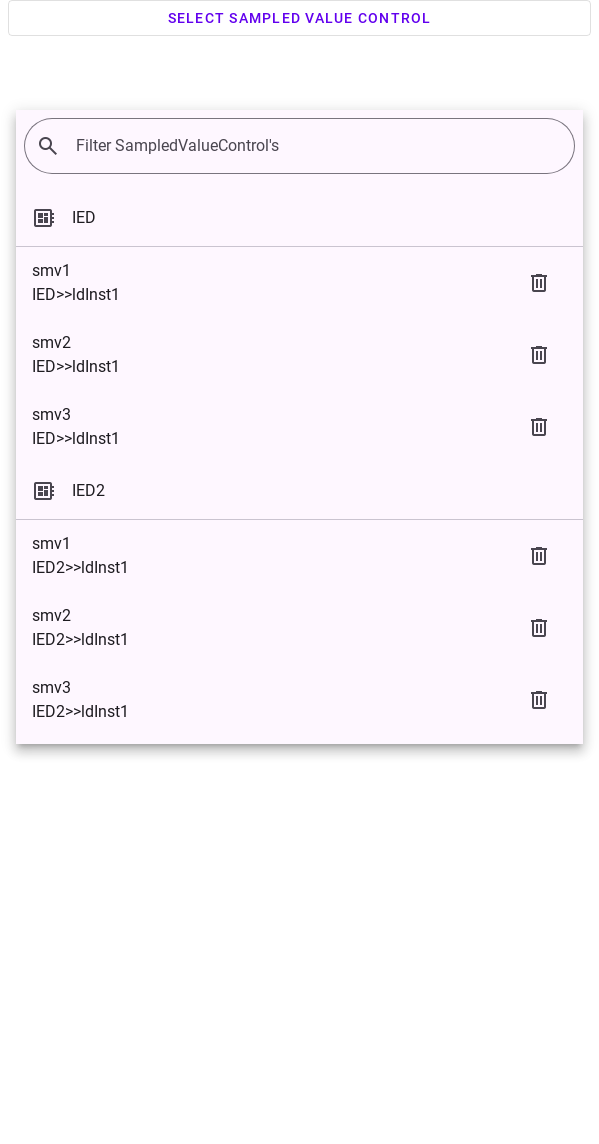 SELECT SAMPLED VALUE CONTROL
Filter SampledValueControl's
IED
smv1
IED>>ldInst1
smv2
IED>>ldInst1
smv3
IED>>ldInst1
IED2
smv1
IED2>>ldInst1
smv2
IED2>>ldInst1
smv3
IED2>>ldInst1